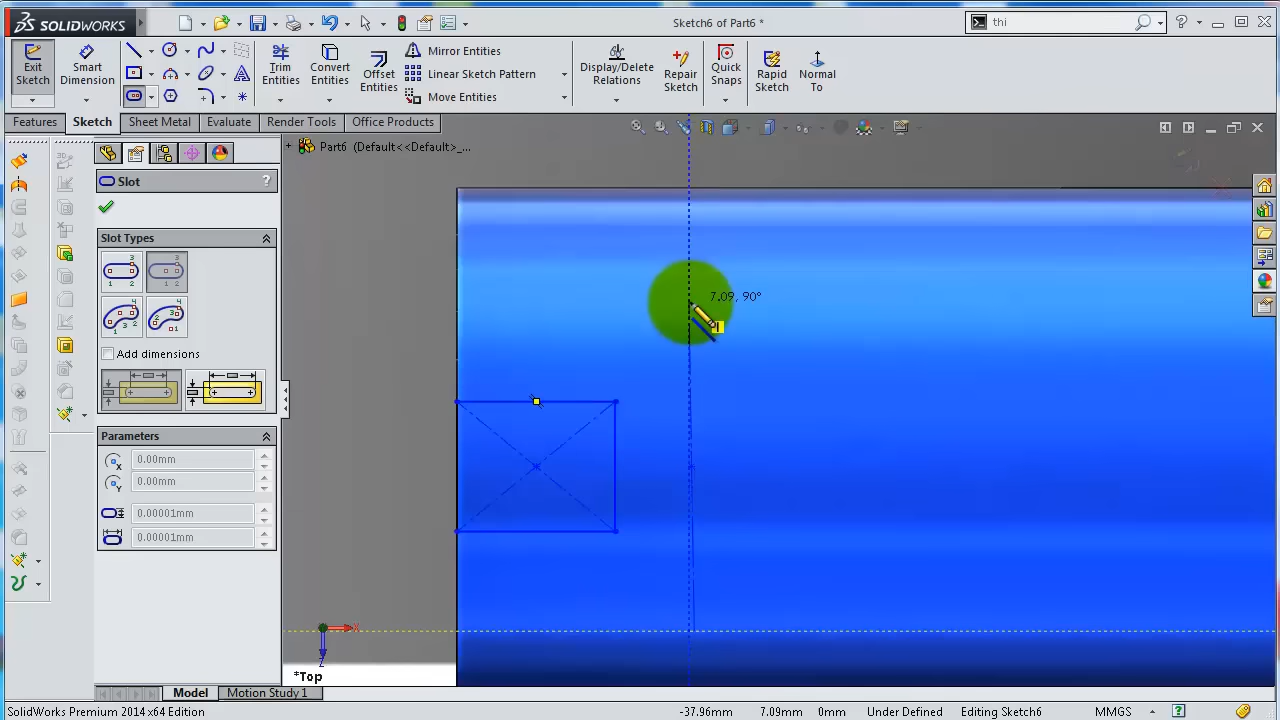 SOLIDWORKS
Sketch6 of Part6 *
thi
Exit Sketch
Smart Dimension
Trim Entities
Convert Entities
Offset Entities
Mirror Entities
Linear Sketch Pattern
Move Entities
Display/Delete Relations
Repair Sketch
Quick Snaps
Rapid Sketch
Normal To
Features
Sketch
Sheet Metal
Evaluate
Render Tools
Office Products
Part6 (Default<<Default>_...
Slot
?
Slot Types
Add dimensions
Parameters
0.00mm
0.00mm
0.00001mm
0.00001mm
7.09, 90°
X
Z
*Top
Model
Motion Study 1
SolidWorks Premium 2014 x64 Edition
-37.96mm
7.09mm
0mm
Under Defined
Editing Sketch6
MMGS